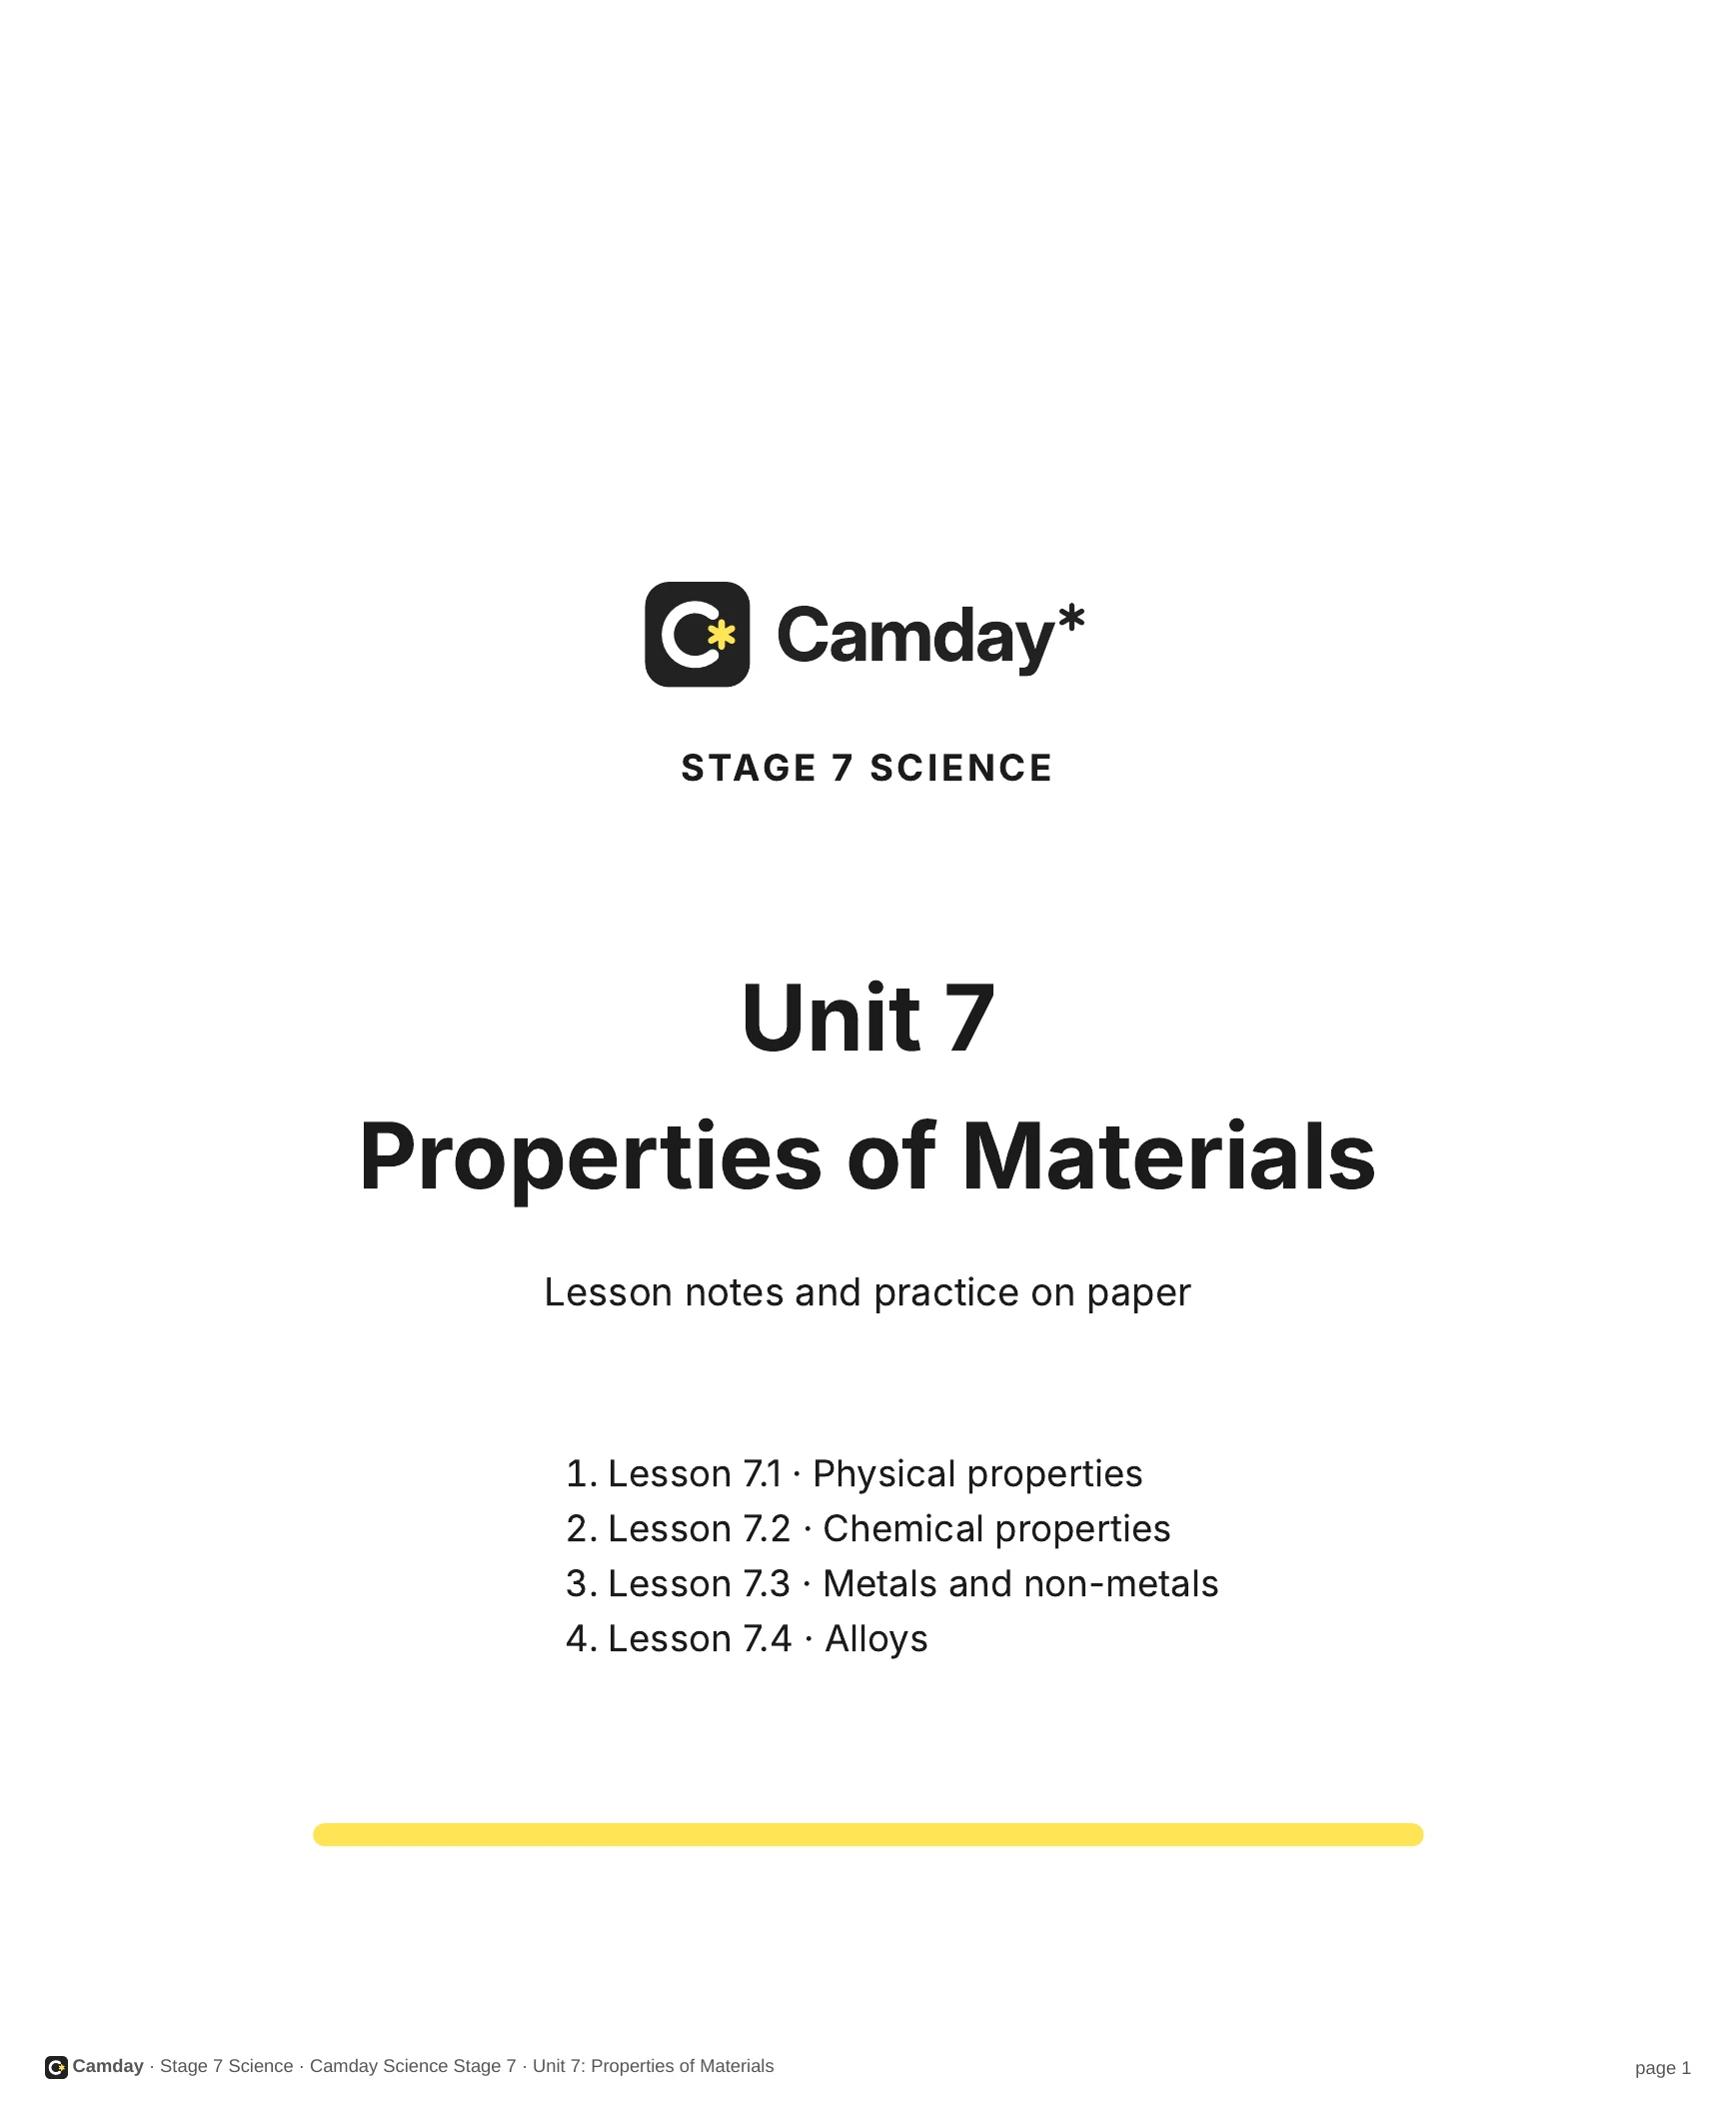 Camday*
STAGE 7 SCIENCE
Unit 7
Properties of Materials
Lesson notes and practice on paper
1. Lesson 7.1 · Physical properties
2. Lesson 7.2 · Chemical properties
3. Lesson 7.3 · Metals and non-metals
4. Lesson 7.4 · Alloys
Camday · Stage 7 Science · Camday Science Stage 7 · Unit 7: Properties of Materials
page 1